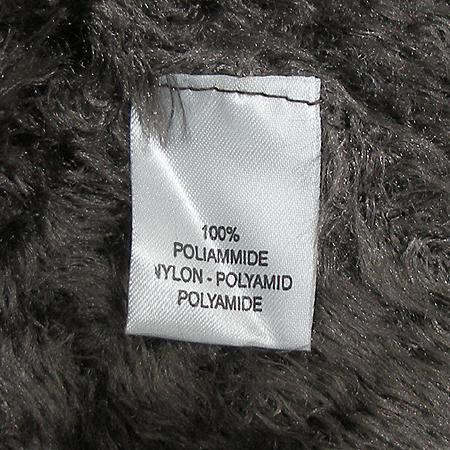 100%
POLIAMMIDE
NYLON - POLYAMID
POLYAMIDE